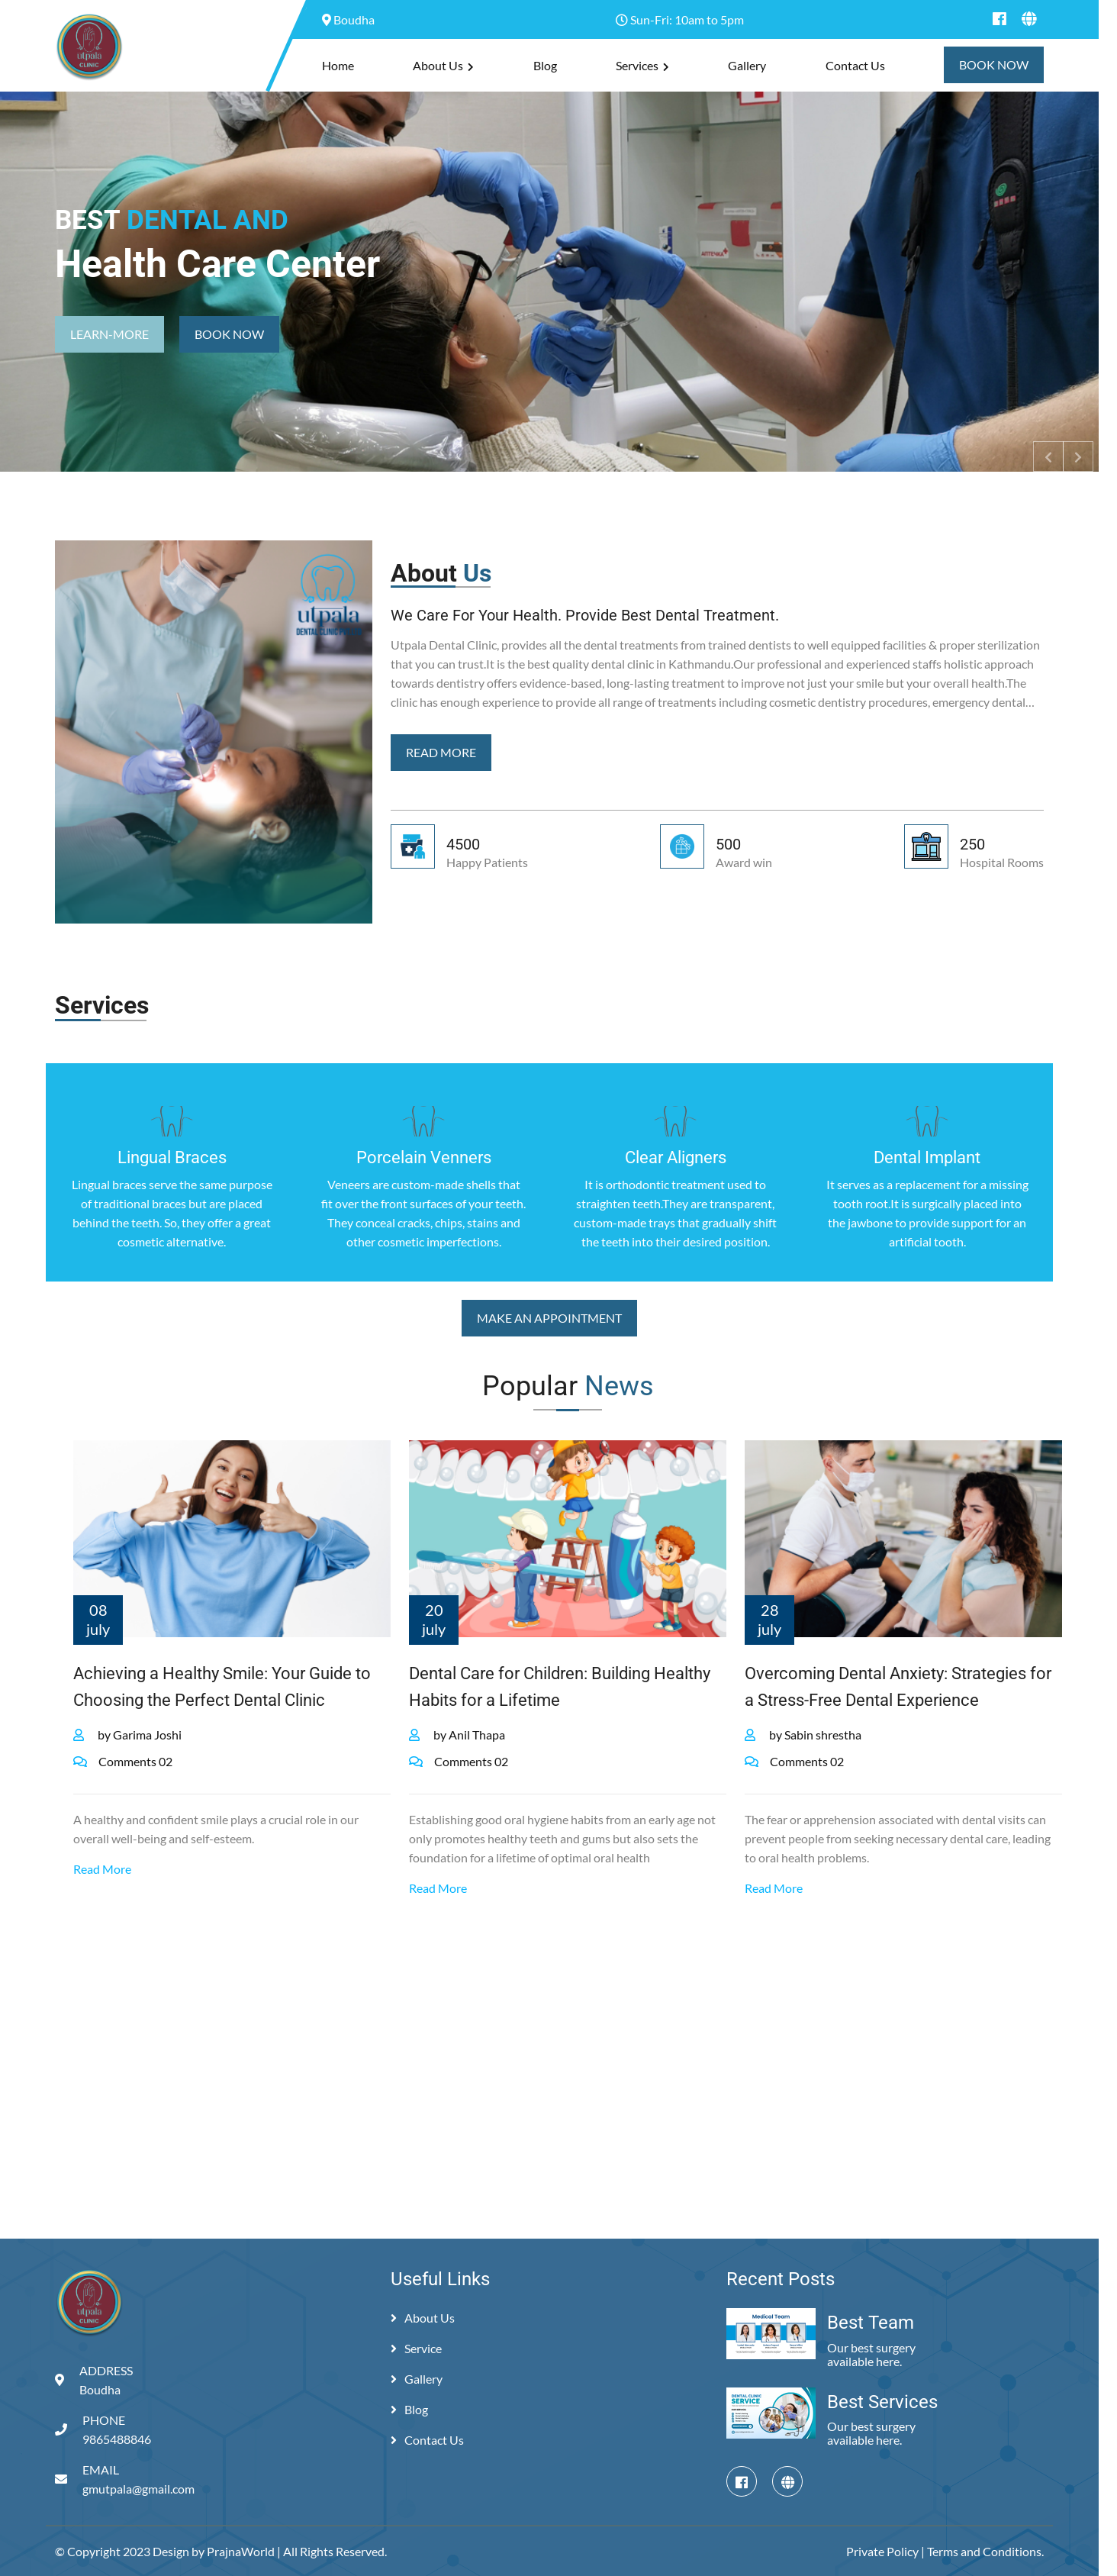 utpala
CLINIC
Boudha
Sun-Fri: 10am to 5pm
Home
About Us
Blog
Services
Gallery
Contact Us
BOOK NOW
BEST DENTAL AND
Health Care Center
LEARN-MORE
BOOK NOW
utpala
About Us
We Care For Your Health. Provide Best Dental Treatment.
Utpala Dental Clinic, provides all the dental treatments from trained dentists to well equipped facilities & proper sterilization
that you can trust.It is the best quality dental clinic in Kathmandu.Our professional and experienced staffs holistic approach
towards dentistry offers evidence-based, long-lasting treatment to improve not just your smile but your overall health.The
clinic has enough experience to provide all range of treatments including cosmetic dentistry procedures, emergency dental...
READ MORE
4500
Happy Patients
500
Award win
250
Hospital Rooms
Services
Lingual Braces
Lingual braces serve the same purpose
of traditional braces but are placed
behind the teeth. So, they offer a great
cosmetic alternative.
Porcelain Venners
Veneers are custom-made shells that
fit over the front surfaces of your teeth.
They conceal cracks, chips, stains and
other cosmetic imperfections.
Clear Aligners
It is orthodontic treatment used to
straighten teeth.They are transparent,
custom-made trays that gradually shift
the teeth into their desired position.
Dental Implant
It serves as a replacement for a missing
tooth root.It is surgically placed into
the jawbone to provide support for an
artificial tooth.
MAKE AN APPOINTMENT
Popular News
08
july
Achieving a Healthy Smile: Your Guide to
Choosing the Perfect Dental Clinic
by Garima Joshi
Comments 02
A healthy and confident smile plays a crucial role in our
overall well-being and self-esteem.
Read More
20
july
Dental Care for Children: Building Healthy
Habits for a Lifetime
by Anil Thapa
Comments 02
Establishing good oral hygiene habits from an early age not
only promotes healthy teeth and gums but also sets the
foundation for a lifetime of optimal oral health
Read More
28
july
Overcoming Dental Anxiety: Strategies for
a Stress-Free Dental Experience
by Sabin shrestha
Comments 02
The fear or apprehension associated with dental visits can
prevent people from seeking necessary dental care, leading
to oral health problems.
Read More
utpala
CLINIC
ADDRESS
Boudha
PHONE
9865488846
EMAIL
gmutpala@gmail.com
Useful Links
About Us
Service
Gallery
Blog
Contact Us
Recent Posts
Medical Team
Best Team
Our best surgery
available here.
DENTAL CLINIC
SERVICE
Best Services
Our best surgery
available here.
© Copyright 2023 Design by PrajnaWorld | All Rights Reserved.
Private Policy | Terms and Conditions.